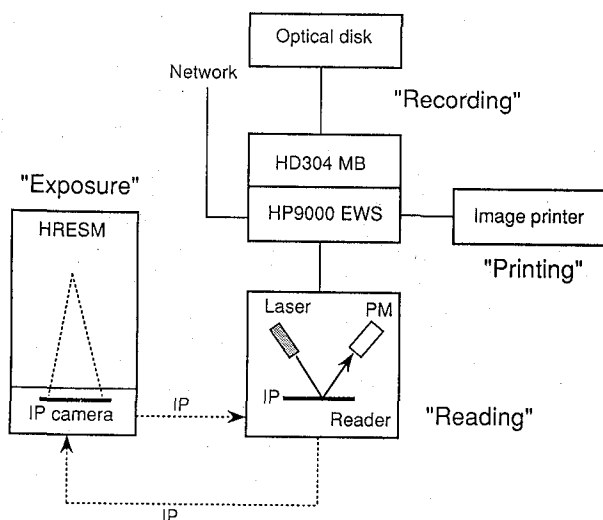 Optical disk
Network
"Recording"
HD304 MB
"Exposure"
HP9000 EWS
Image printer
HRESM
"Printing"
Laser
PM
IP
IP camera
IP
Reader
"Reading"
IP